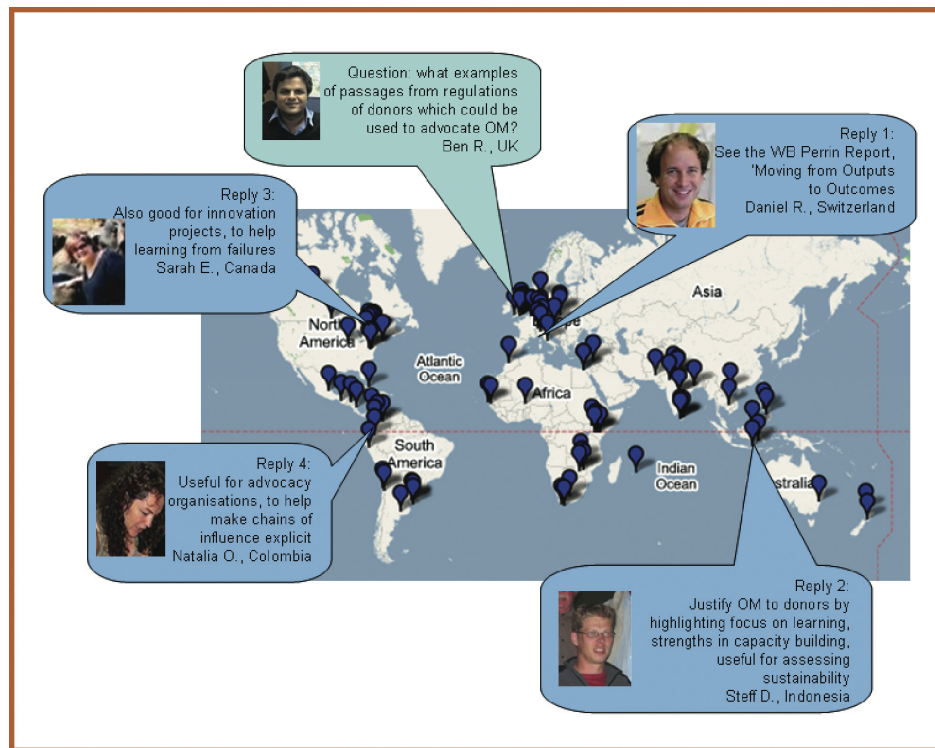 Question: what examples
of passages from regulations
of donors which could be
used to advocate OM?
Ben R., UK
Reply 1:
See the WB Perrin Report,
'Moving from Outputs
to Outcomes
Daniel R., Switzerland
Reply 3:
Also good for innovation
projects, to help
learning from failures
Sarah E., Canada
Asia
North
America
Atlantic
Ocean
Africa
South
America
Indian
Ocean
Reply 4:
Useful for advocacy
organisations, to help
make chains of
influence explicit
Natalia O., Colombia
Reply 2:
Justify OM to donors by
highlighting focus on learning,
strengths in capacity building,
useful for assessing
sustainability
Steff D., Indonesia